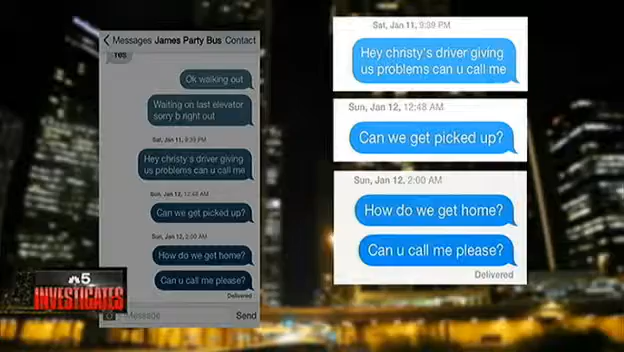 Messages James Party Bus Contact
Yes
Ok walking out
Waiting on last elevator
sorry b right out
Sat, Jan 11, 9:39 PM
Hey christy's driver giving
us problems can u call me
Sun, Jan 12, 12:48 AM
Can we get picked up?
Sun, Jan 12, 2:00 AM
How do we get home?
Can u call me please?
Delivered
iMessage
Send
5
INVESTIGATES
Sat, Jan 11, 9:39 PM
Hey christy's driver giving
us problems can u call me
Sun, Jan 12, 12:48 AM
Can we get picked up?
Sun, Jan 12, 2:00 AM
How do we get home?
Can u call me please?
Delivered